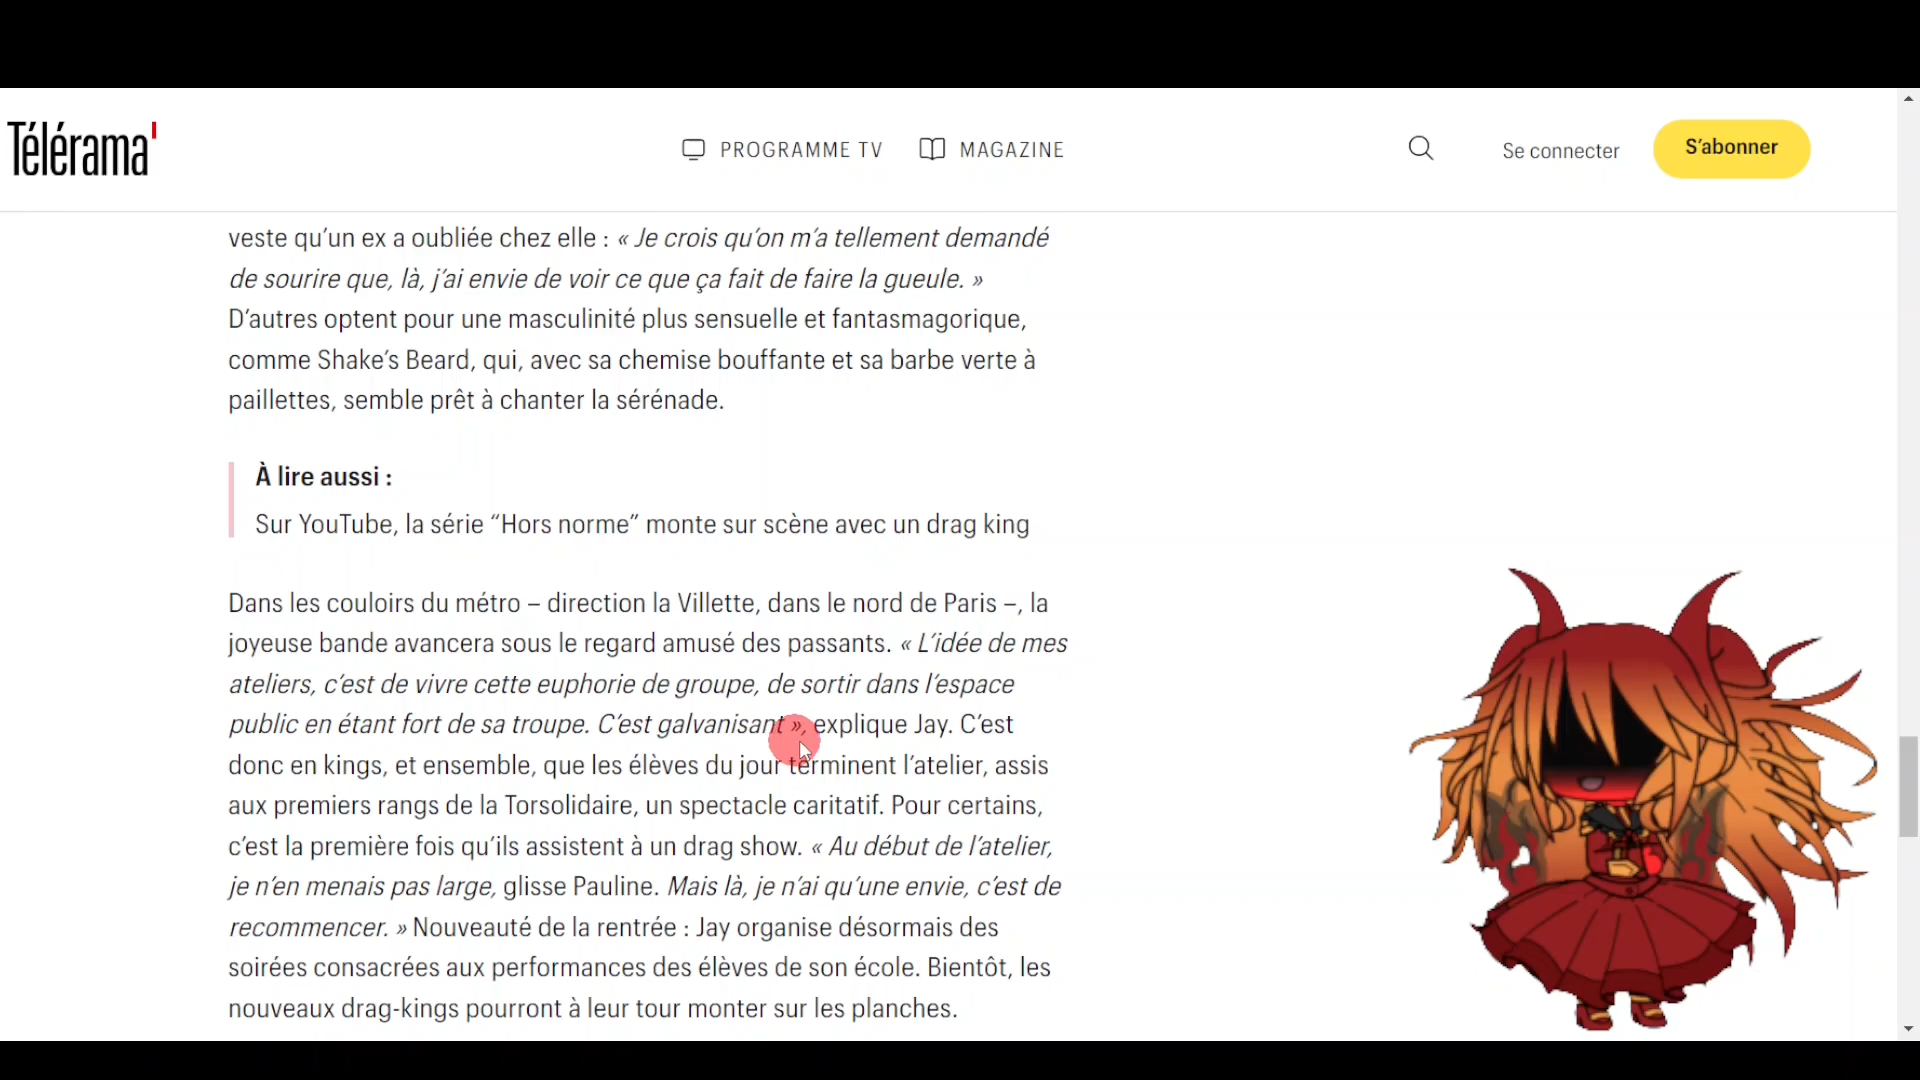 Télérama'
PROGRAMME TV
MAGAZINE
Se connecter
S'abonner
veste qu'un ex a oubliée chez elle : « Je crois qu'on m'a tellement demandé
de sourire que, là, j'ai envie de voir ce que ça fait de faire la gueule. »
D'autres optent pour une masculinité plus sensuelle et fantasmagorique,
comme Shake's Beard, qui, avec sa chemise bouffante et sa barbe verte à
paillettes, semble prêt à chanter la sérénade.
À lire aussi :
Sur YouTube, la série “Hors norme” monte sur scène avec un drag king
Dans les couloirs du métro – direction la Villette, dans le nord de Paris –, la
joyeuse bande avancera sous le regard amusé des passants. « L'idée de mes
ateliers, c'est de vivre cette euphorie de groupe, de sortir dans l'espace
public en étant fort de sa troupe. C'est galvanisant », explique Jay. C'est
donc en kings, et ensemble, que les élèves du jour terminent l'atelier, assis
aux premiers rangs de la Torsolidaire, un spectacle caritatif. Pour certains,
c'est la première fois qu'ils assistent à un drag show. « Au début de l'atelier,
je n'en menais pas large, glisse Pauline. Mais là, je n'ai qu'une envie, c'est de
recommencer. » Nouveauté de la rentrée : Jay organise désormais des
soirées consacrées aux performances des élèves de son école. Bientôt, les
nouveaux drag-kings pourront à leur tour monter sur les planches.